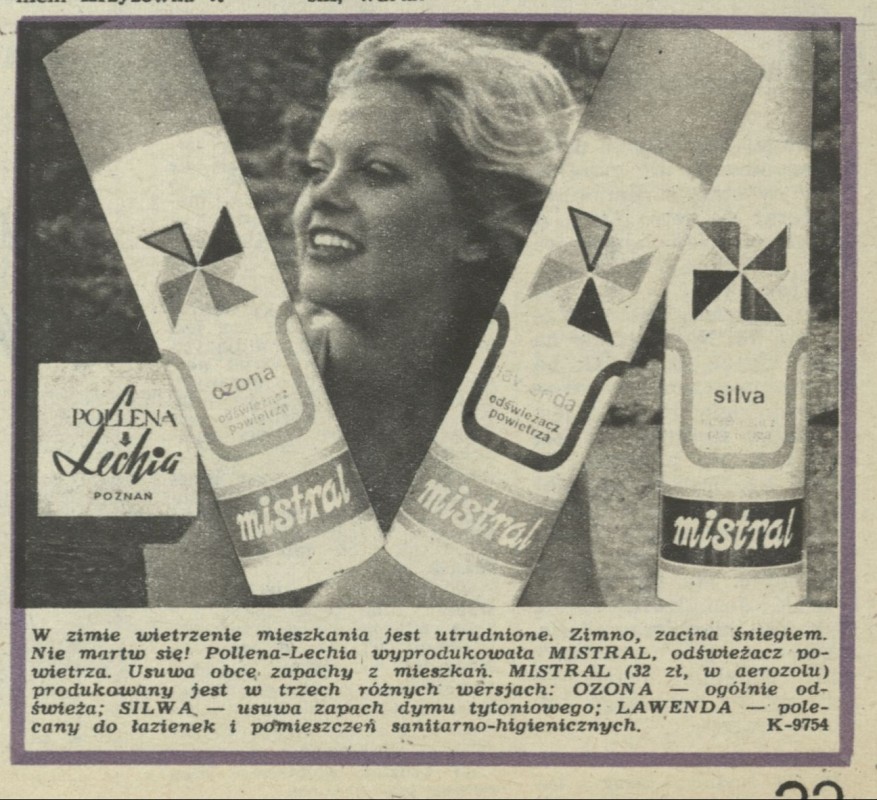 ozona
odświeżacz
powietrza
mistral
lawenda
odświeżacz
powietrza
mistral
silva
mistral
POLLENA
Lechia
POZNAŃ
W zimie wietrzenie mieszkania jest utrudnione. Zimno, zacina śniegiem.
Nie martw się! Pollena-Lechia wyprodukowała MISTRAL, odświeżacz po-
wietrza. Usuwa obce zapachy z mieszkań. MISTRAL (32 zł, w aerozolu)
produkowany jest w trzech różnych wersjach: OZONA — ogólnie od-
świeża; SILWA — usuwa zapach dymu tytoniowego; LAWENDA — pole-
cany do łazienek i pomieszczeń sanitarno-higienicznych. K-9754